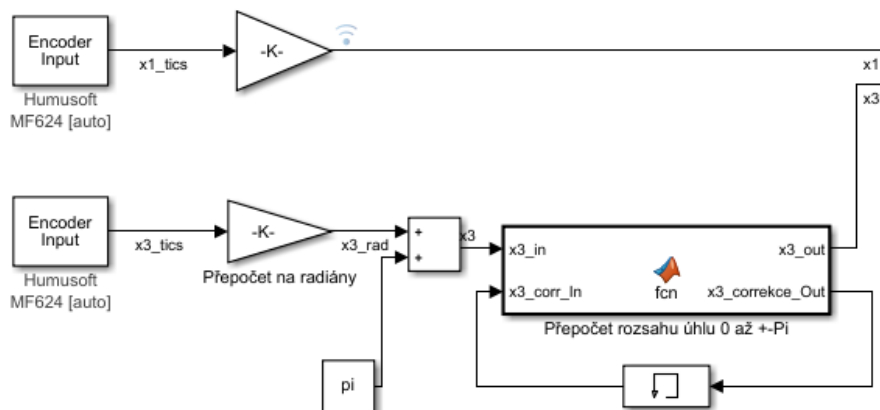 Encoder
Input
x1_tics
-K-
x1
Humusoft
MF624 [auto]
x3
Encoder
Input
x3_tics
-K-
x3_rad
+
+
x3
x3_in
x3_out
x3_corr_In
fcn
x3_correkce_Out
Humusoft
MF624 [auto]
Přepočet na radiány
Přepočet rozsahu úhlu 0 až +-Pi
pi